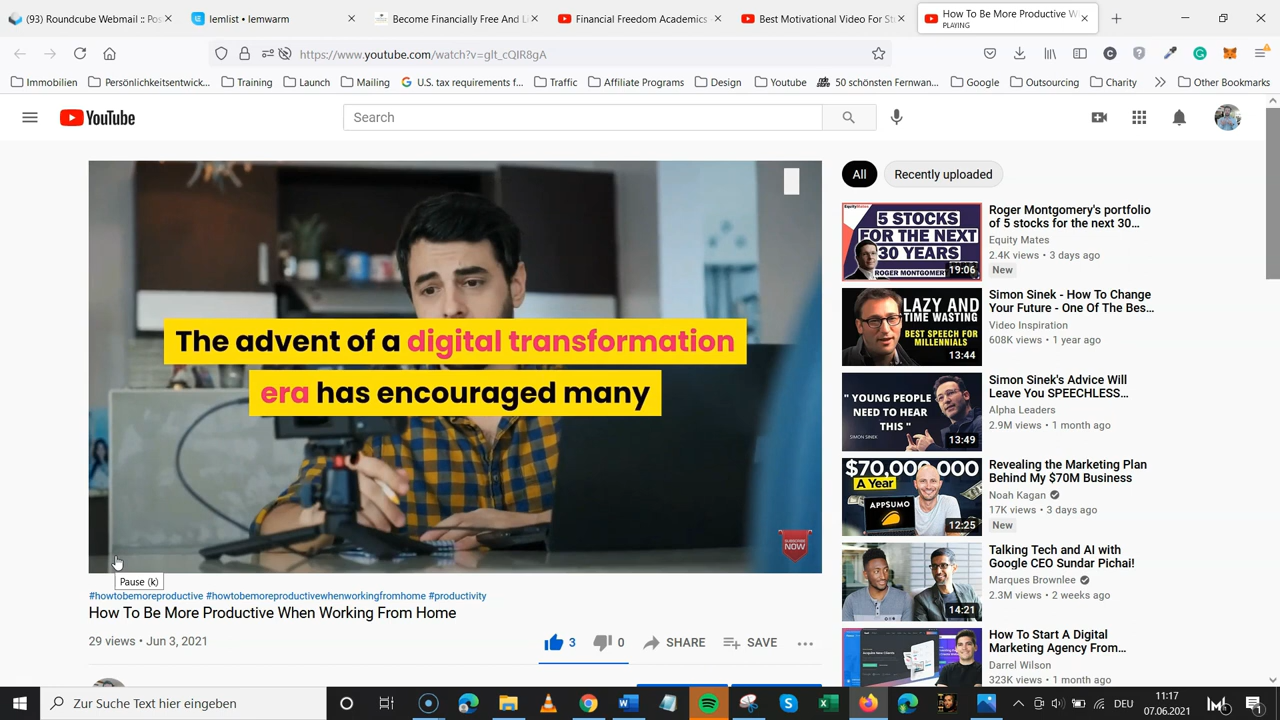 (93) Roundcube Webmail :: Pos
lemlist • lemwarm
Become Financially Free And Li
Financial Freedom Academics
Best Motivational Video For St
How To Be More Productive W
PLAYING
https://www.youtube.com/watch?v=glt_cQIR8gA
Immobilien
Persönlichkeitsentwick...
Training
Launch
Mailing
U.S. tax requirements f...
Traffic
Affiliate Programs
Design
Youtube
50 schönsten Fernwan...
Google
Outsourcing
Charity
Other Bookmarks
YouTube
Search
All
Recently uploaded
The advent of a digital transformation
era has encouraged many
SUBSCRIBE
NOW
Pause (k)
#howtobemoreproductive #howtobemoreproductivewhenworkingfromhome #productivity
How To Be More Productive When Working From Home
29 views • Jun 3, 2021
3
0
SHARE
SAVE
EquityMates
5 STOCKS
FOR THE NEXT
30 YEARS
ROGER MONTGOMERY
19:06
Roger Montgomery's portfolio
of 5 stocks for the next 30...
Equity Mates
2.4K views • 3 days ago
New
LAZY AND
TIME WASTING
BEST SPEECH FOR
MILLENNIALS
13:44
Simon Sinek - How To Change
Your Future - One Of The Bes...
Video Inspiration
608K views • 1 year ago
" YOUNG PEOPLE
NEED TO HEAR
THIS "
SIMON SINEK
13:49
Simon Sinek's Advice Will
Leave You SPEECHLESS...
Alpha Leaders
2.9M views • 1 month ago
$70,000,000
A Year
APPSUMO
12:25
Revealing the Marketing Plan
Behind My $70M Business
Noah Kagan
17K views • 3 days ago
New
14:21
Talking Tech and AI with
Google CEO Sundar Pichai!
Marques Brownlee
2.3M views • 2 weeks ago
How To Start A Digital
Marketing Agency From...
Darrel Wilson
323K views • 1 month ago
Zur Suche Text hier eingeben
DEU
11:17
07.06.2021